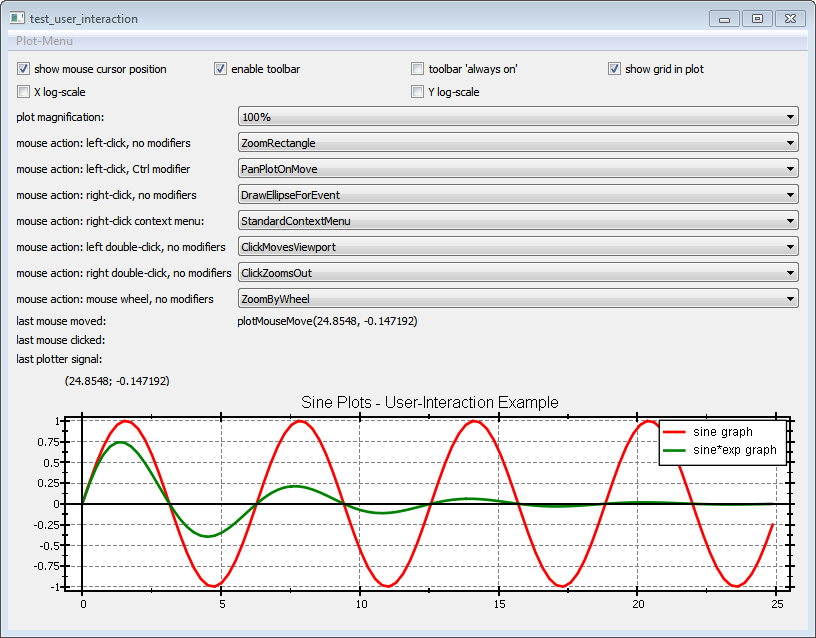 test_user_interaction
Plot-Menu
show mouse cursor position enable toolbar toolbar 'always on' show grid in plot
X log-scale Y log-scale
plot magnification: 100%
mouse action: left-click, no modifiers ZoomRectangle
mouse action: left-click, Ctrl modifier PanPlotOnMove
mouse action: right-click, no modifiers DrawEllipseForEvent
mouse action: right-click context menu: StandardContextMenu
mouse action: left double-click, no modifiers ClickMovesViewport
mouse action: right double-click, no modifiers ClickZoomsOut
mouse action: mouse wheel, no modifiers ZoomByWheel
last mouse moved: plotMouseMove(24.8548, -0.147192)
last mouse clicked:
last plotter signal:
(24.8548; -0.147192)
Sine Plots - User-Interaction Example
1
0.75
0.5
0.25
0
-0.25
-0.5
-0.75
-1
sine graph
sine*exp graph
0 5 10 15 20 25